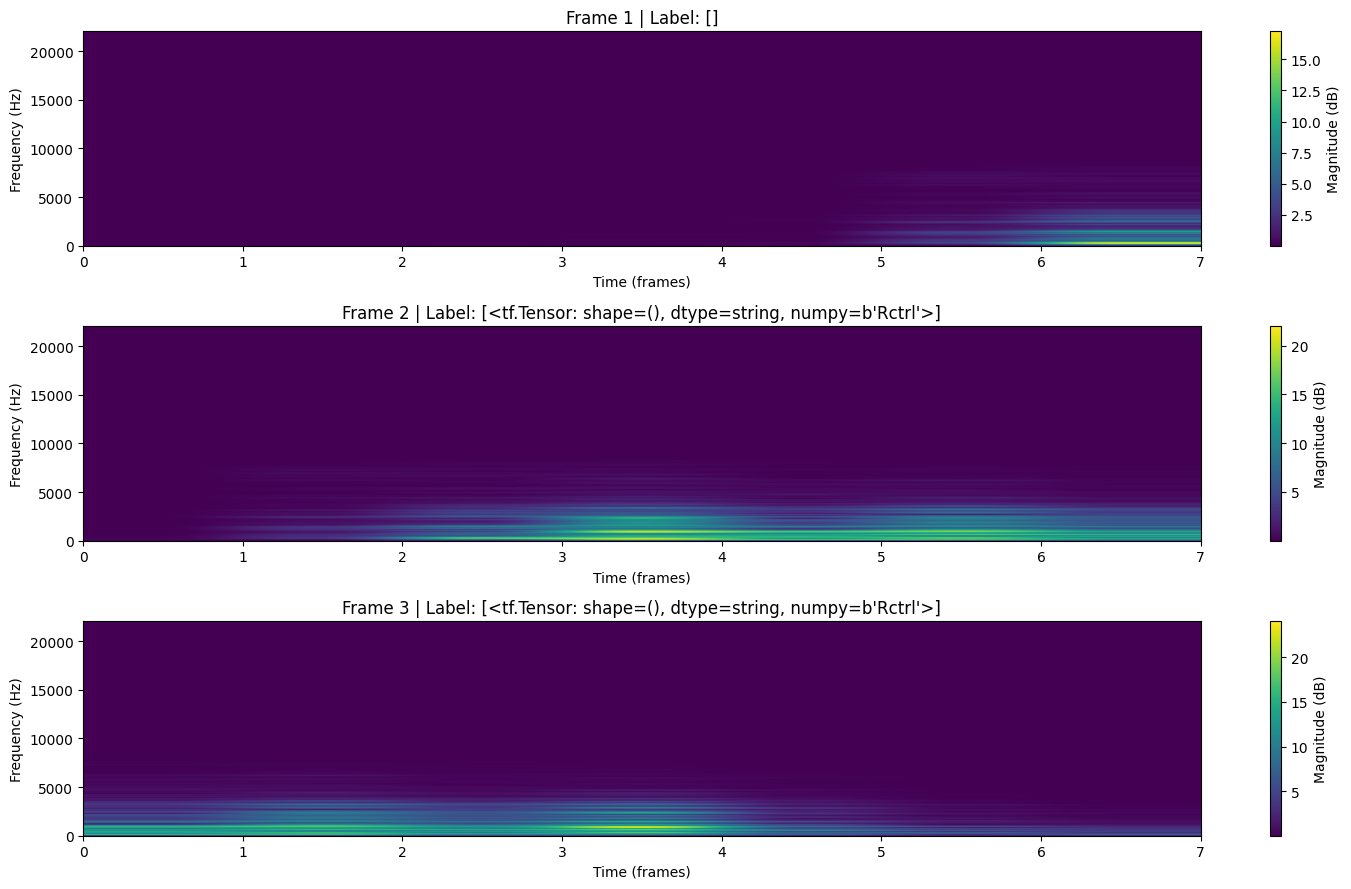 Frame 1 | Label: []
Frequency (Hz)
20000
15000
10000
5000
0
0 1 2 3 4 5 6 7
Time (frames)
15.0
12.5
10.0
7.5
5.0
2.5
Magnitude (dB)
Frame 2 | Label: [<tf.Tensor: shape=(), dtype=string, numpy=b'Rctrl'>]
Frequency (Hz)
20000
15000
10000
5000
0
0 1 2 3 4 5 6 7
Time (frames)
20
15
10
5
Magnitude (dB)
Frame 3 | Label: [<tf.Tensor: shape=(), dtype=string, numpy=b'Rctrl'>]
Frequency (Hz)
20000
15000
10000
5000
0
0 1 2 3 4 5 6 7
Time (frames)
20
15
10
5
Magnitude (dB)